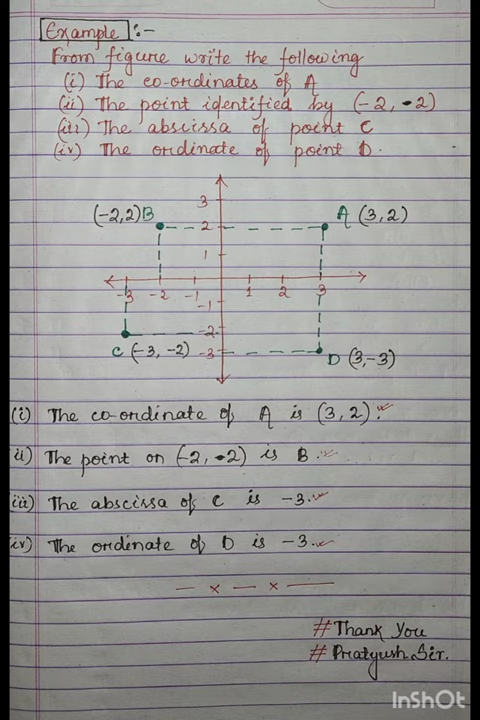 Example :-
From figure write the following
(i) The co-ordinates of A
(ii) The point identified by (-2, -2)
(iii) The abscissa of point C
(iv) The ordinate of point D.
3
(-2,2) B 2 A (3,2)
1
-3 -2 -1 1 2 3
-1
-2
C (-3, -2) -3 D (3,-3)
(i) The co-ordinate of A is (3,2).
ii) The point on (-2, -2) is B.
(iii) The abscissa of C is -3.
(iv) The ordinate of D is -3.
— x — x —
# Thank You
# Pratyush Sir.
InShOt